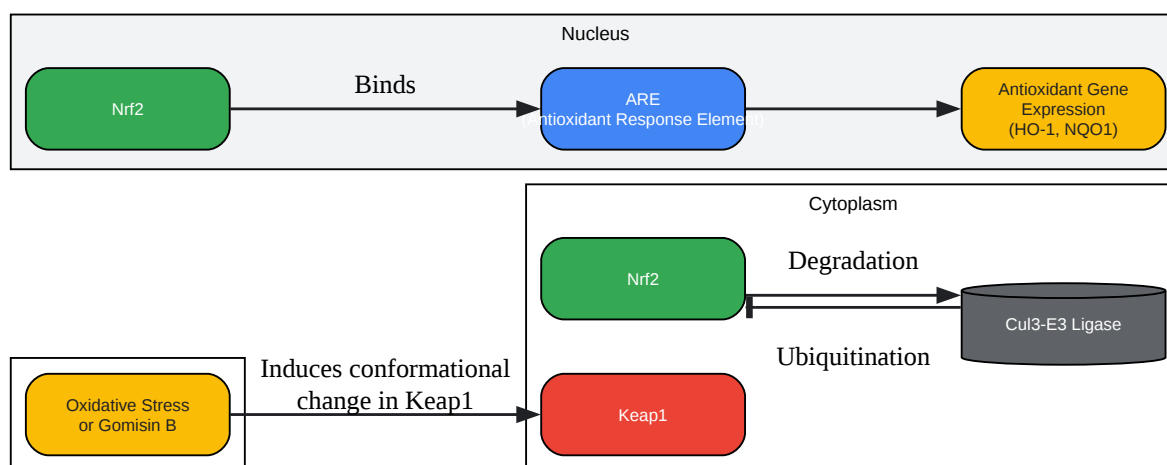 Nucleus
Nrf2
Binds
ARE
(Antioxidant Response Element)
Antioxidant Gene
Expression
(HO-1, NQO1)
Cytoplasm
Nrf2
Degradation
Cul3-E3 Ligase
Ubiquitination
Oxidative Stress
or Gomisin B
Induces conformational
change in Keap1
Keap1